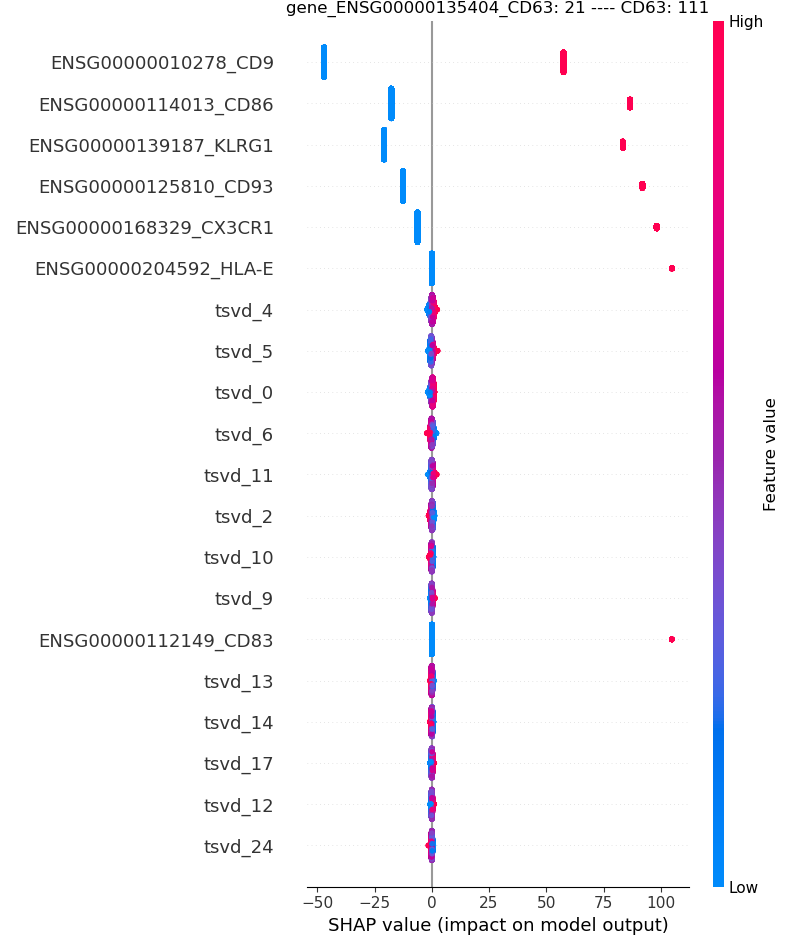 gene_ENSG00000135404_CD63: 21 ---- CD63: 111
High
ENSG00000010278_CD9
ENSG00000114013_CD86
ENSG00000139187_KLRG1
ENSG00000125810_CD93
ENSG00000168329_CX3CR1
ENSG00000204592_HLA-E
tsvd_4
tsvd_5
tsvd_0
tsvd_6
tsvd_11
tsvd_2
tsvd_10
tsvd_9
ENSG00000112149_CD83
tsvd_13
tsvd_14
tsvd_17
tsvd_12
tsvd_24
Feature value
Low
−50 −25 0 25 50 75 100
SHAP value (impact on model output)